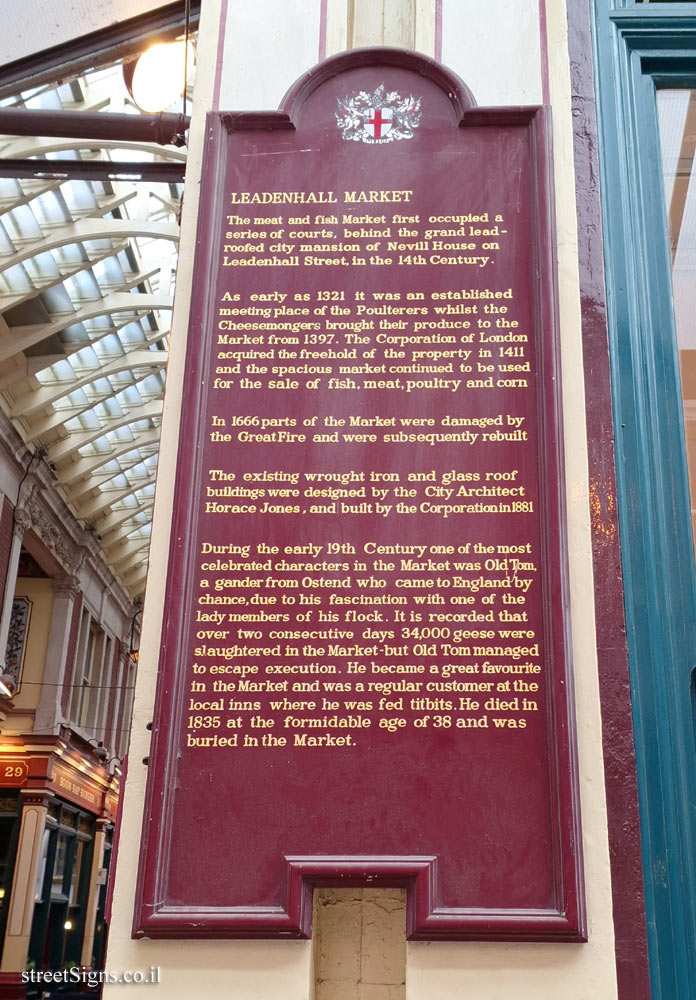 LEADENHALL MARKET
The meat and fish Market first occupied a
series of courts, behind the grand lead-
roofed city mansion of Nevill House on
Leadenhall Street, in the 14th Century.
As early as 1321 it was an established
meeting place of the Poulterers whilst the
Cheesemongers brought their produce to the
Market from 1397. The Corporation of London
acquired the freehold of the property in 1411
and the spacious market continued to be used
for the sale of fish, meat, poultry and corn
In 1666 parts of the Market were damaged by
the Great Fire and were subsequently rebuilt
The existing wrought iron and glass roof
buildings were designed by the City Architect
Horace Jones, and built by the Corporation in 1881
During the early 19th Century one of the most
celebrated characters in the Market was Old Tom,
a gander from Ostend who came to England by
chance, due to his fascination with one of the
lady members of his flock. It is recorded that
over two consecutive days 34,000 geese were
slaughtered in the Market-but Old Tom managed
to escape execution. He became a great favourite
in the Market and was a regular customer at the
local inns where he was fed titbits. He died in
1835 at the formidable age of 38 and was
buried in the Market.
29
BOOM BAP BURGER
streetSigns.co.il